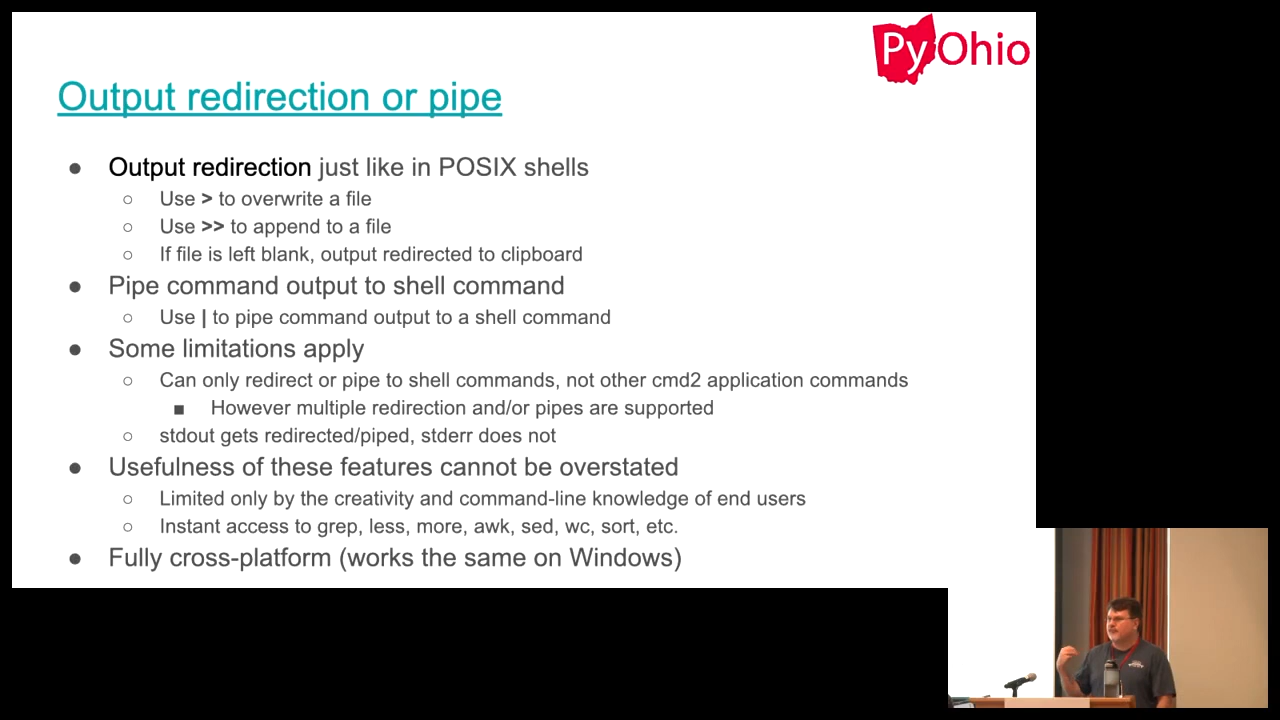 PyOhio
Output redirection or pipe
● Output redirection just like in POSIX shells
○ Use > to overwrite a file
○ Use >> to append to a file
○ If file is left blank, output redirected to clipboard
● Pipe command output to shell command
○ Use | to pipe command output to a shell command
● Some limitations apply
○ Can only redirect or pipe to shell commands, not other cmd2 application commands
■ However multiple redirection and/or pipes are supported
○ stdout gets redirected/piped, stderr does not
● Usefulness of these features cannot be overstated
○ Limited only by the creativity and command-line knowledge of end users
○ Instant access to grep, less, more, awk, sed, wc, sort, etc.
● Fully cross-platform (works the same on Windows)